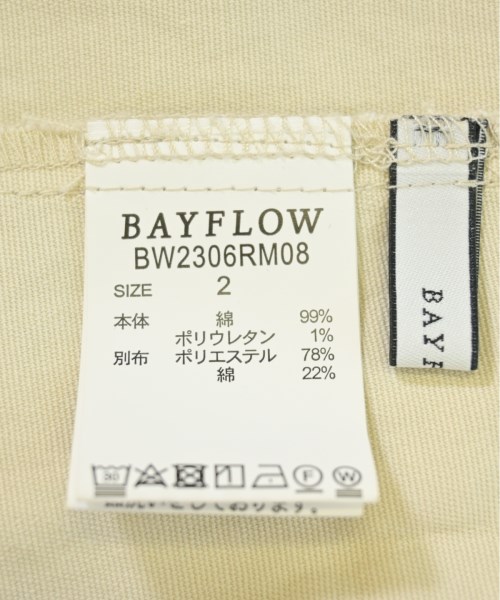 BAYFLOW
BW2306RM08
SIZE 2
本体 綿 99%
ポリウレタン 1%
別布 ポリエステル 78%
綿 22%
BAYF